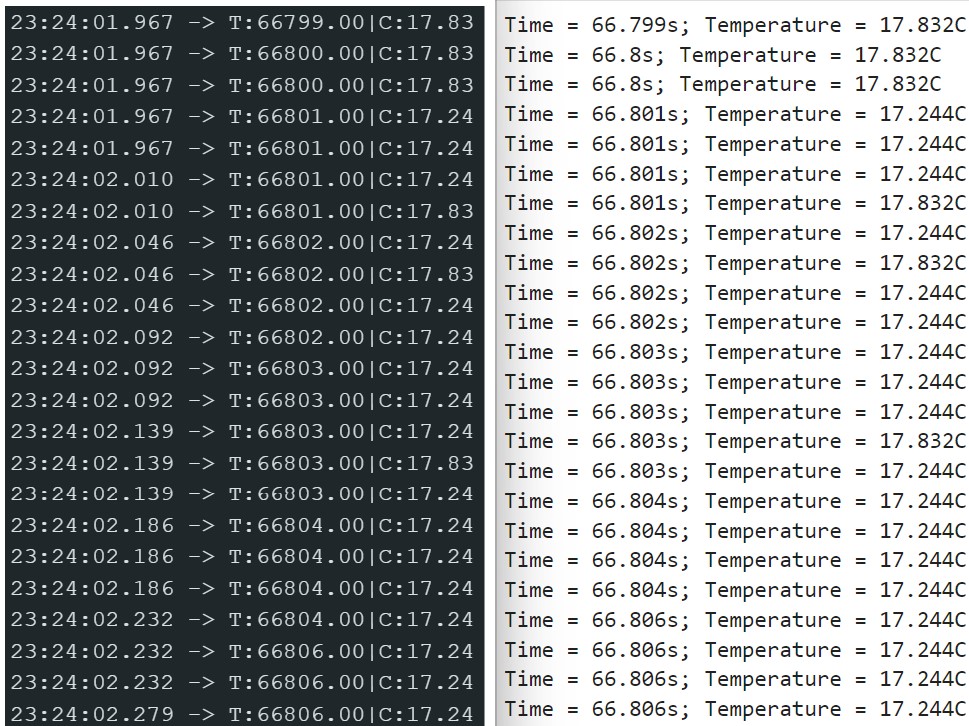 23:24:01.967 -> T:66799.00|C:17.83
23:24:01.967 -> T:66800.00|C:17.83
23:24:01.967 -> T:66800.00|C:17.83
23:24:01.967 -> T:66801.00|C:17.24
23:24:01.967 -> T:66801.00|C:17.24
23:24:02.010 -> T:66801.00|C:17.24
23:24:02.010 -> T:66801.00|C:17.83
23:24:02.046 -> T:66802.00|C:17.24
23:24:02.046 -> T:66802.00|C:17.83
23:24:02.046 -> T:66802.00|C:17.24
23:24:02.092 -> T:66802.00|C:17.24
23:24:02.092 -> T:66803.00|C:17.24
23:24:02.092 -> T:66803.00|C:17.24
23:24:02.139 -> T:66803.00|C:17.24
23:24:02.139 -> T:66803.00|C:17.83
23:24:02.139 -> T:66803.00|C:17.24
23:24:02.186 -> T:66804.00|C:17.24
23:24:02.186 -> T:66804.00|C:17.24
23:24:02.186 -> T:66804.00|C:17.24
23:24:02.232 -> T:66804.00|C:17.24
23:24:02.232 -> T:66806.00|C:17.24
23:24:02.232 -> T:66806.00|C:17.24
23:24:02.279 -> T:66806.00|C:17.24
Time = 66.799s; Temperature = 17.832C
Time = 66.8s; Temperature = 17.832C
Time = 66.8s; Temperature = 17.832C
Time = 66.801s; Temperature = 17.244C
Time = 66.801s; Temperature = 17.244C
Time = 66.801s; Temperature = 17.244C
Time = 66.801s; Temperature = 17.832C
Time = 66.802s; Temperature = 17.244C
Time = 66.802s; Temperature = 17.832C
Time = 66.802s; Temperature = 17.244C
Time = 66.802s; Temperature = 17.244C
Time = 66.803s; Temperature = 17.244C
Time = 66.803s; Temperature = 17.244C
Time = 66.803s; Temperature = 17.244C
Time = 66.803s; Temperature = 17.832C
Time = 66.803s; Temperature = 17.244C
Time = 66.804s; Temperature = 17.244C
Time = 66.804s; Temperature = 17.244C
Time = 66.804s; Temperature = 17.244C
Time = 66.804s; Temperature = 17.244C
Time = 66.806s; Temperature = 17.244C
Time = 66.806s; Temperature = 17.244C
Time = 66.806s; Temperature = 17.244C
Time = 66.806s; Temperature = 17.244C